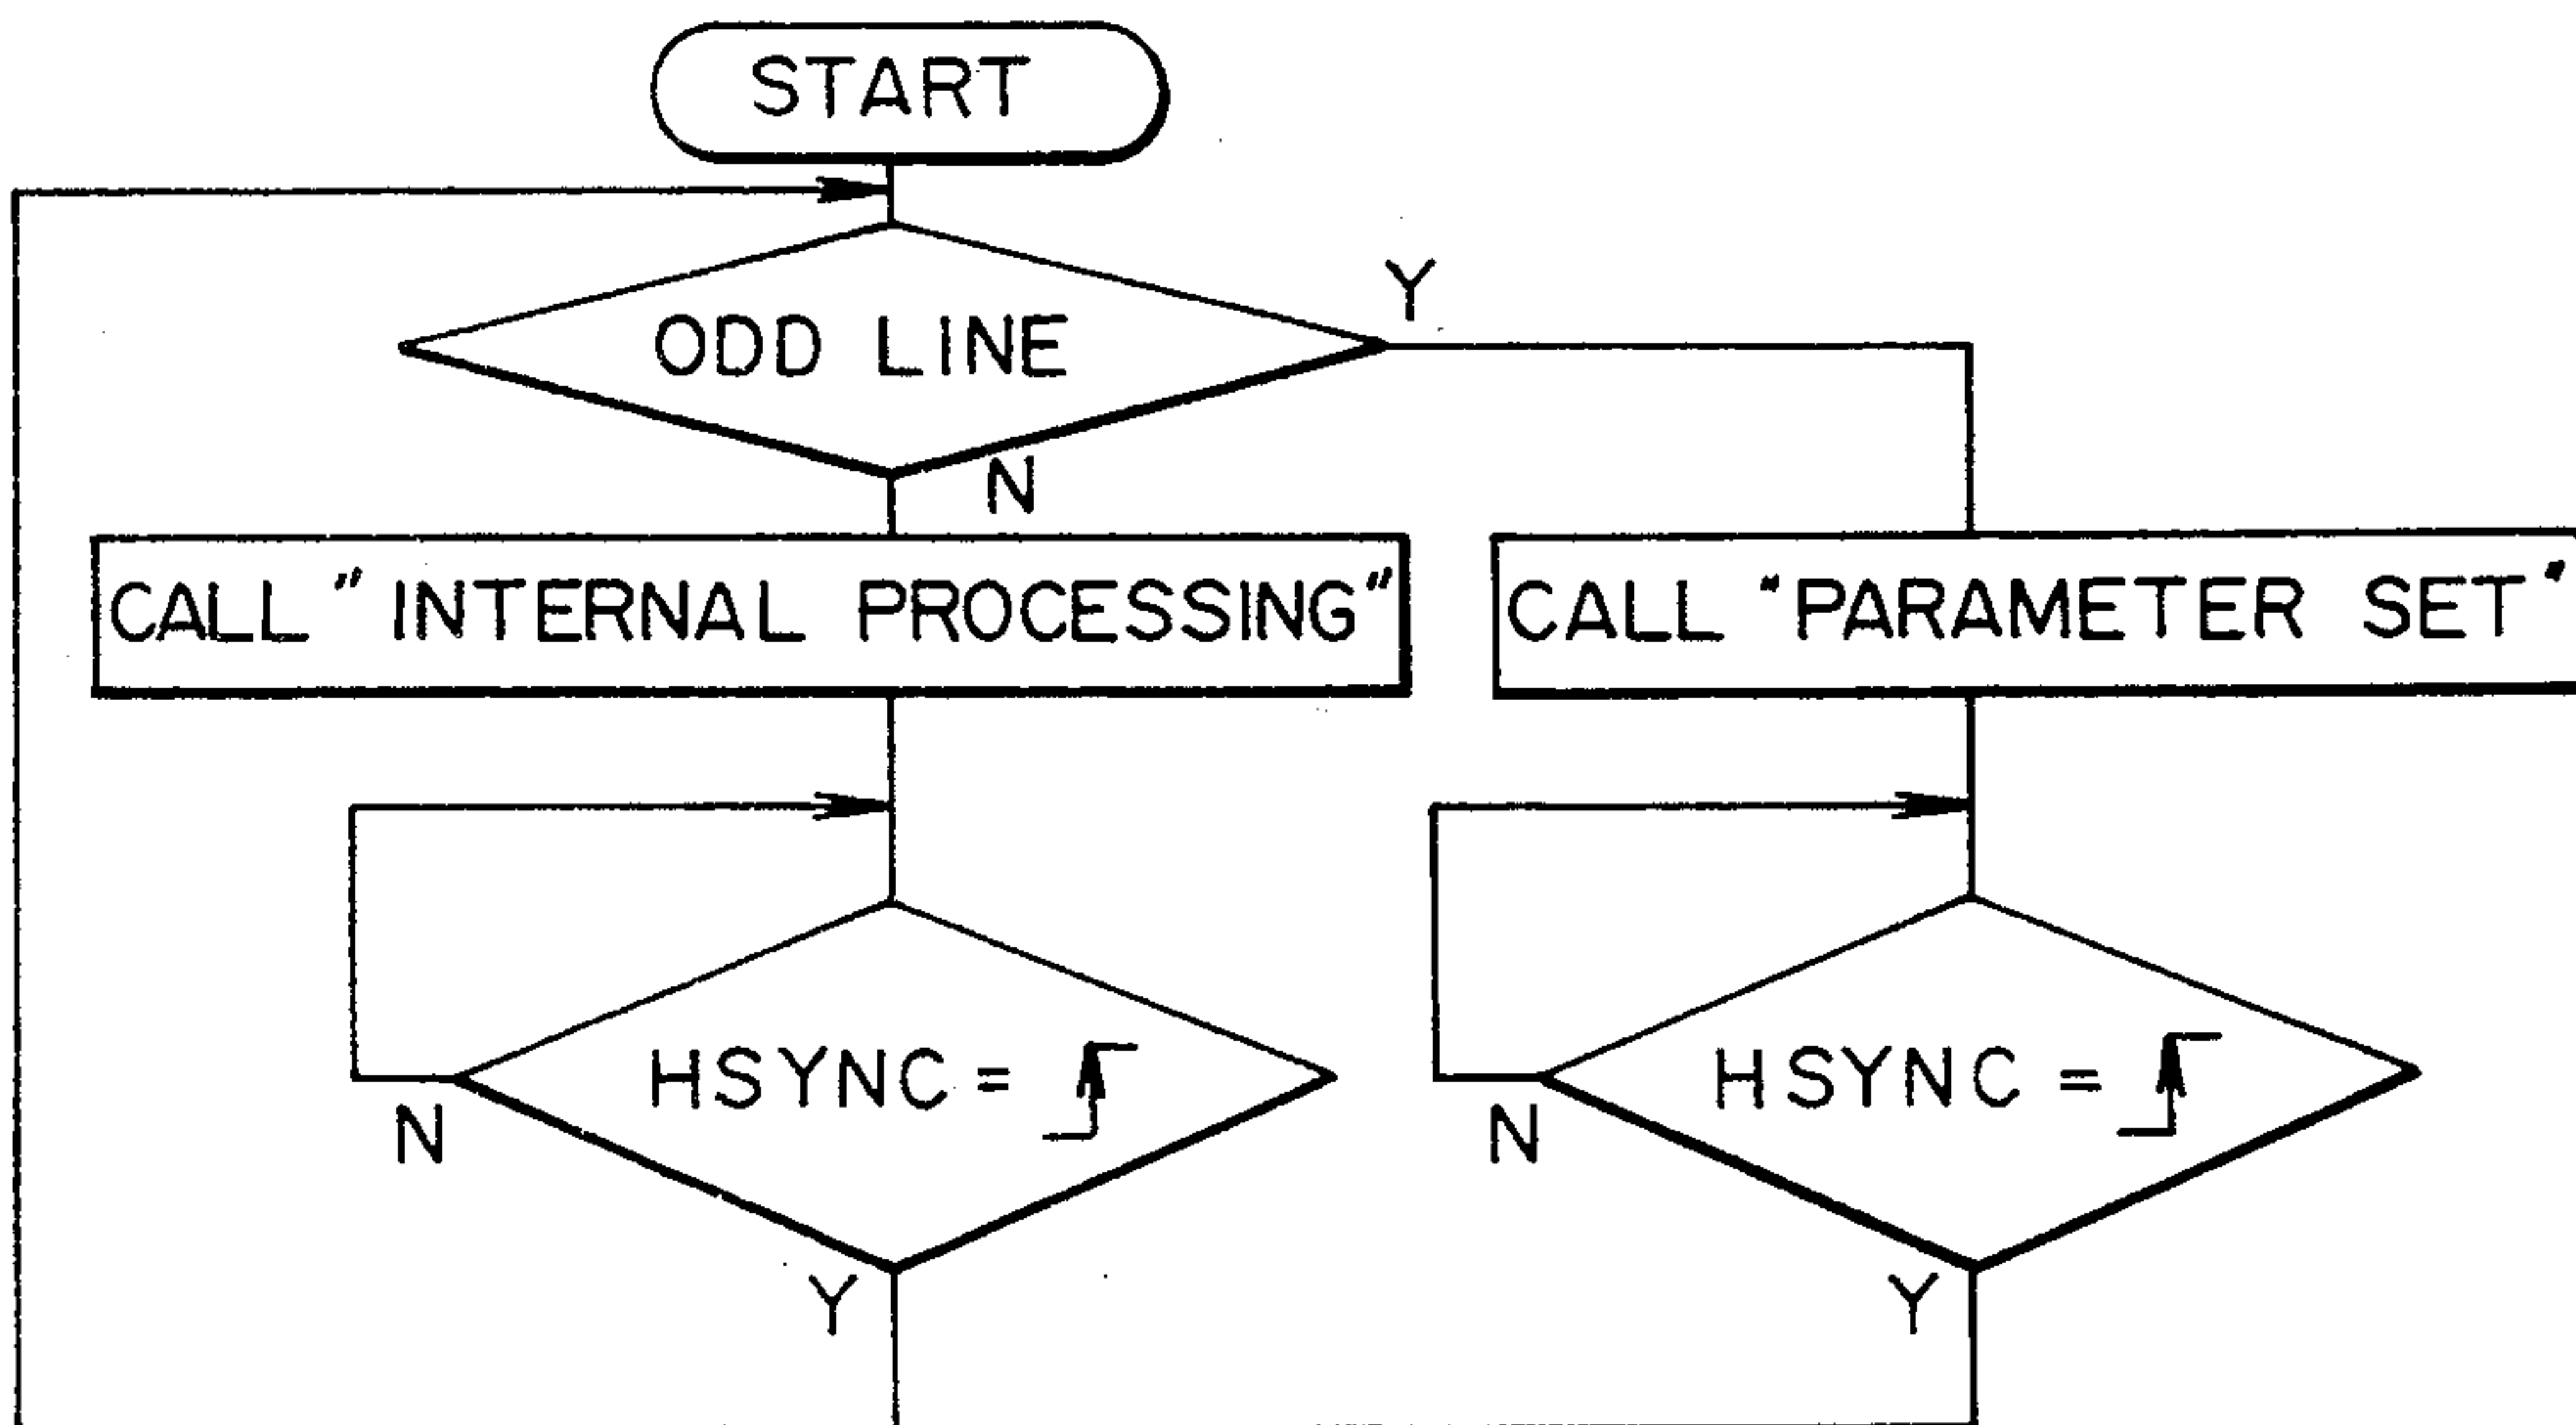 START
Y
ODD LINE
N
CALL "INTERNAL PROCESSING"
CALL "PARAMETER SET"
HSYNC =
N
Y
HSYNC =
N
Y